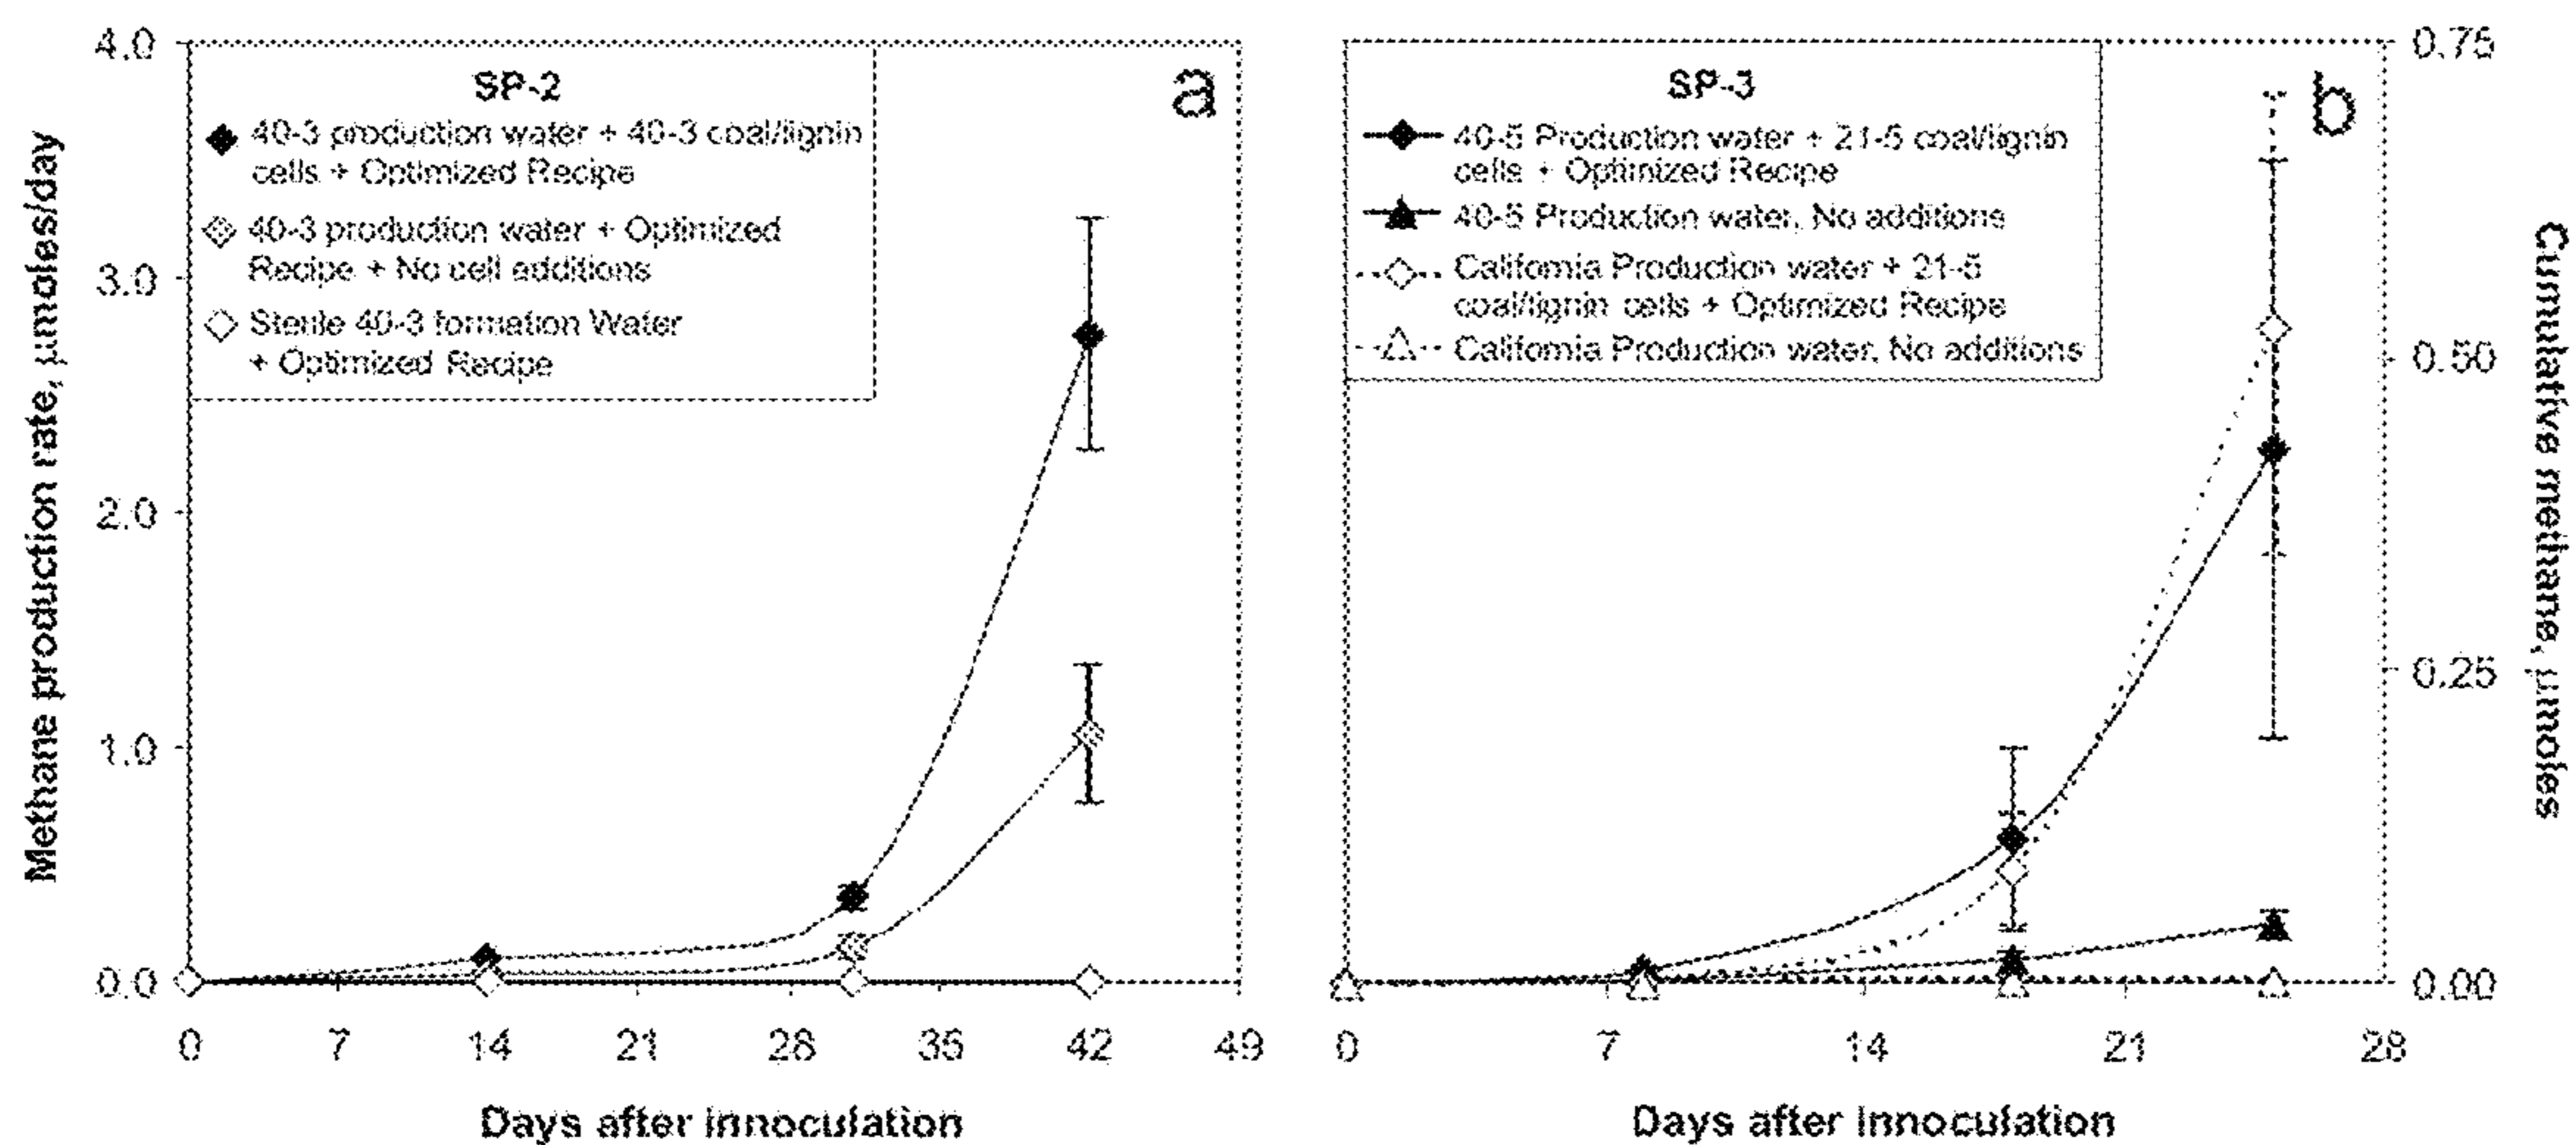 4.0
3.0
2.0
1.0
0.0
Methane production rate, µmoles/day
SP-2
40-3 production water + 40-3 coal/lignin
cells + Optimized Recipe
40-3 production water + Optimized
Recipe + No cell additions
Sterile 40-3 formation Water
+ Optimized Recipe
a
0 7 14 21 28 35 42 49
Days after innoculation
SP-3
40-5 Production water + 21-5 coal/lignin
cells + Optimized Recipe
40-5 Production water, No additions
California Production water + 21-5
coal/lignin cells + Optimized Recipe
California Production water, No additions
b
0.75
0.50
0.25
0.00
Cumulative methane, µmoles
0 7 14 21 28
Days after innoculation